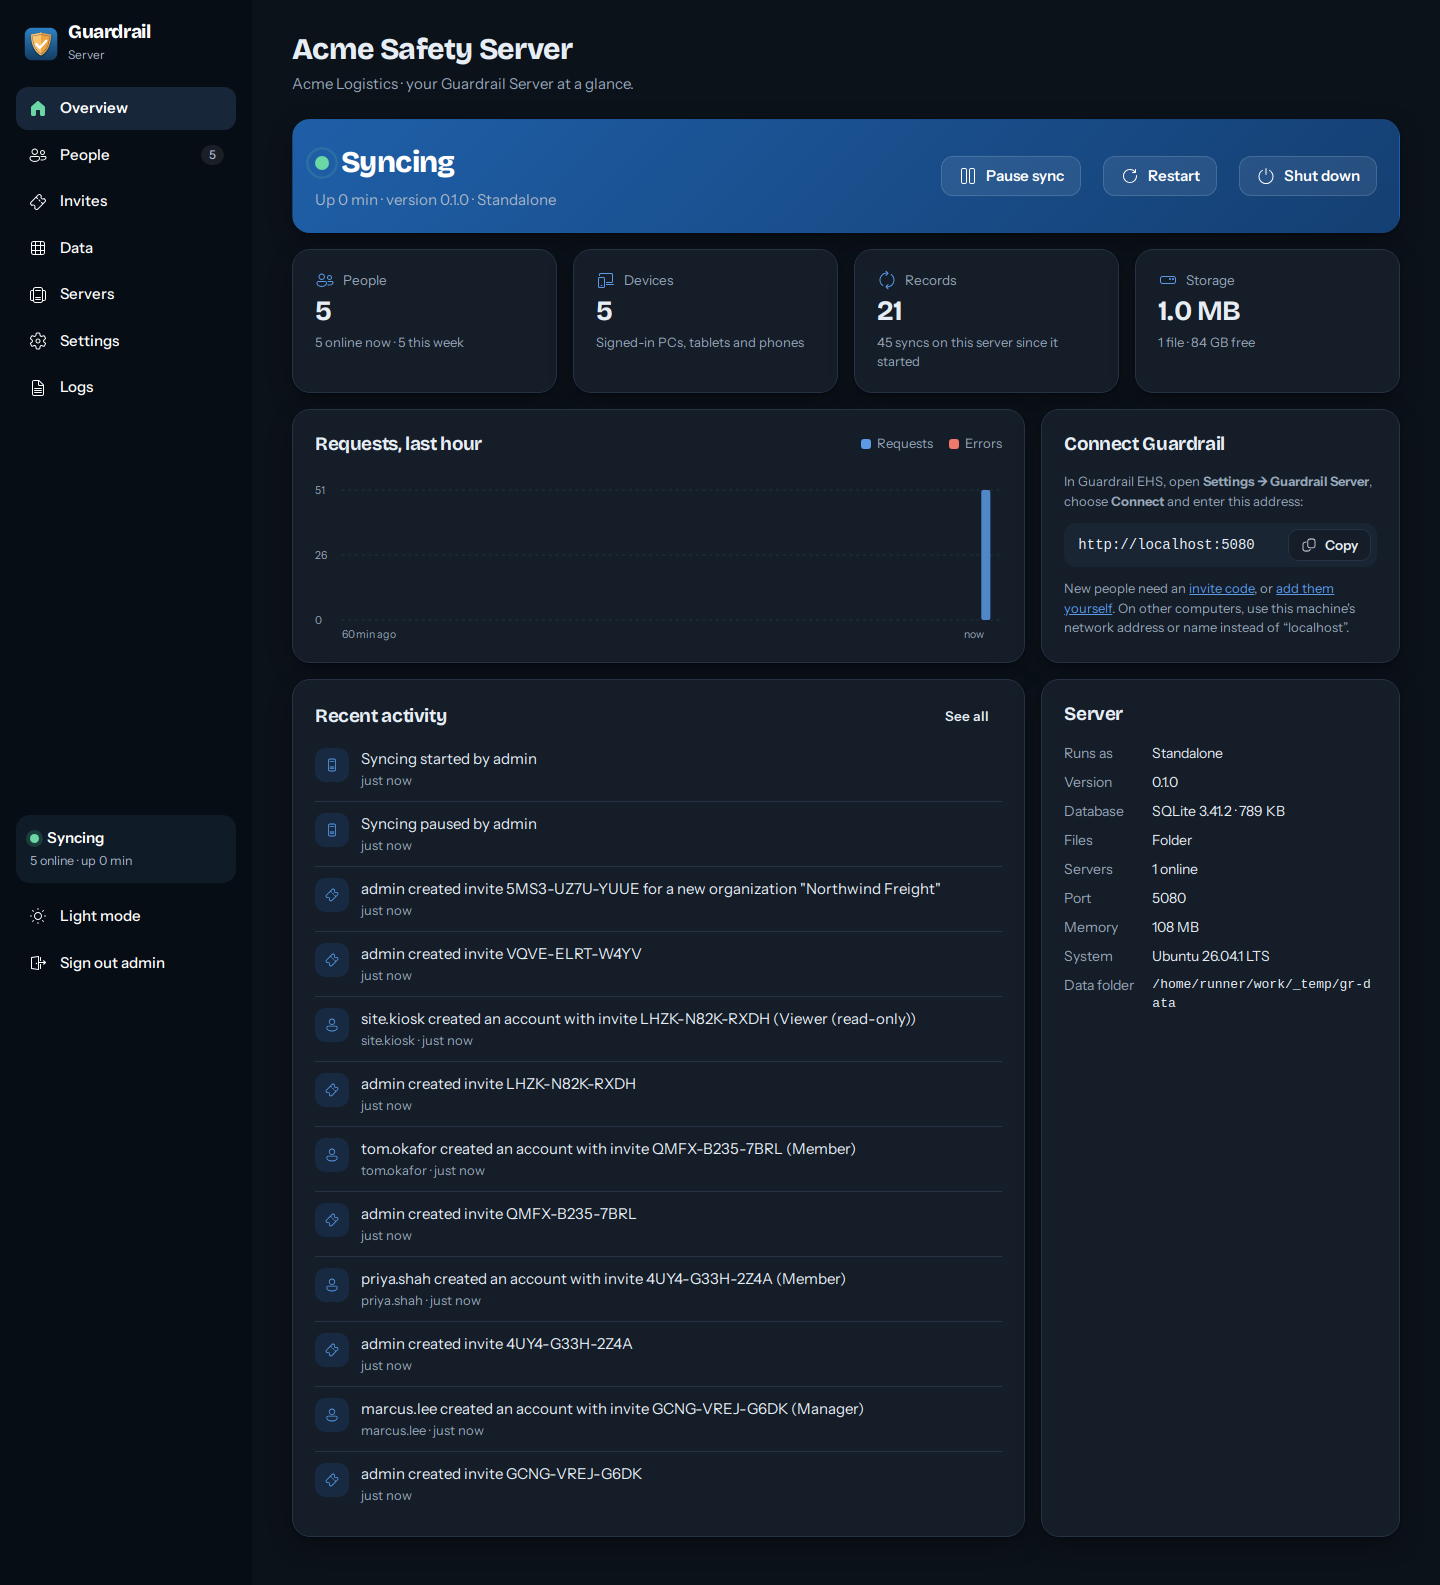 Guardrail
Server
Overview
People 5
Invites
Data
Servers
Settings
Logs
Syncing
5 online · up 0 min
Light mode
Sign out admin
Acme Safety Server
Acme Logistics · your Guardrail Server at a glance.
Syncing
Up 0 min · version 0.1.0 · Standalone
Pause sync
Restart
Shut down
People
5
5 online now · 5 this week
Devices
5
Signed-in PCs, tablets and phones
Records
21
45 syncs on this server since it
started
Storage
1.0 MB
1 file · 84 GB free
Requests, last hour
Requests
Errors
51
26
0
60 min ago
now
Connect Guardrail
In Guardrail EHS, open Settings → Guardrail Server,
choose Connect and enter this address:
http://localhost:5080
Copy
New people need an invite code, or add them
yourself. On other computers, use this machine's
network address or name instead of “localhost”.
Recent activity
See all
Syncing started by admin
just now
Syncing paused by admin
just now
admin created invite 5MS3-UZ7U-YUUE for a new organization "Northwind Freight"
just now
admin created invite VQVE-ELRT-W4YV
just now
site.kiosk created an account with invite LHZK-N82K-RXDH (Viewer (read-only))
site.kiosk · just now
admin created invite LHZK-N82K-RXDH
just now
tom.okafor created an account with invite QMFX-B235-7BRL (Member)
tom.okafor · just now
admin created invite QMFX-B235-7BRL
just now
priya.shah created an account with invite 4UY4-G33H-2Z4A (Member)
priya.shah · just now
admin created invite 4UY4-G33H-2Z4A
just now
marcus.lee created an account with invite GCNG-VREJ-G6DK (Manager)
marcus.lee · just now
admin created invite GCNG-VREJ-G6DK
just now
Server
Runs as Standalone
Version 0.1.0
Database SQLite 3.41.2 · 789 KB
Files Folder
Servers 1 online
Port 5080
Memory 108 MB
System Ubuntu 26.04.1 LTS
Data folder /home/runner/work/_temp/gr-d
ata